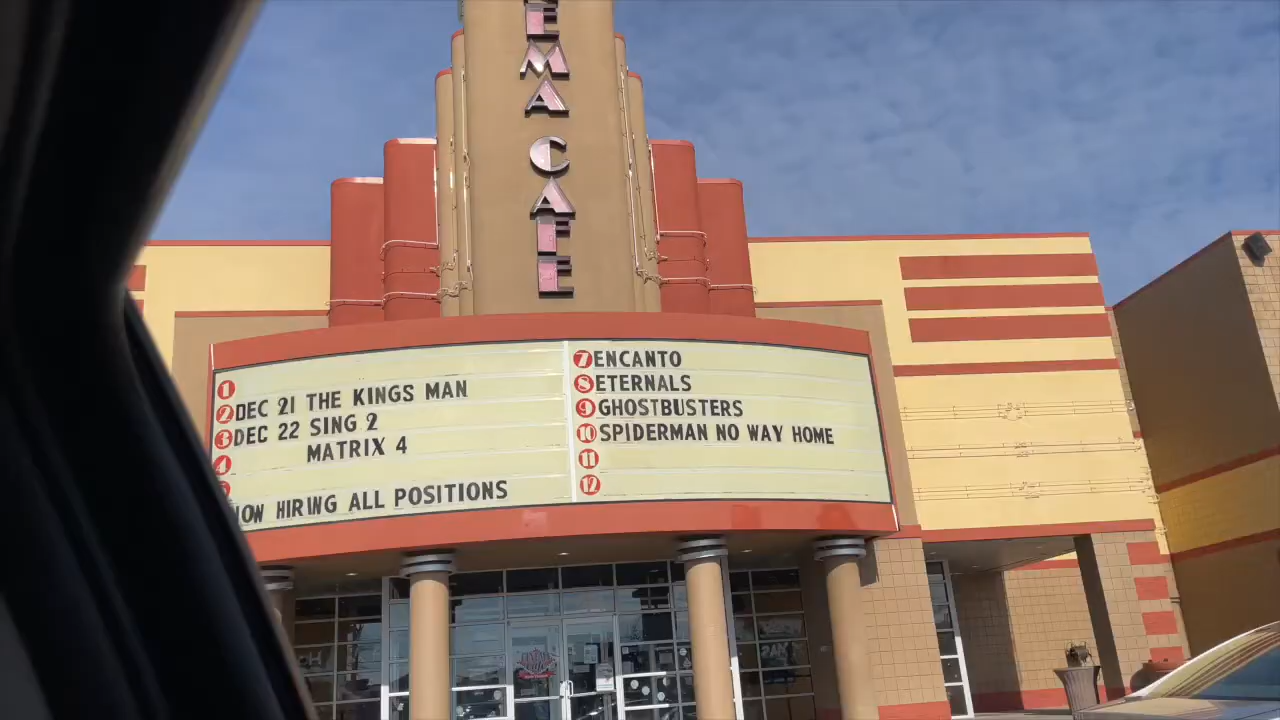 EMA CAFE
1
2 DEC 21 THE KINGS MAN
3 DEC 22 SING 2
4 MATRIX 4
NOW HIRING ALL POSITIONS
7 ENCANTO
8 ETERNALS
9 GHOSTBUSTERS
10 SPIDERMAN NO WAY HOME
11
12